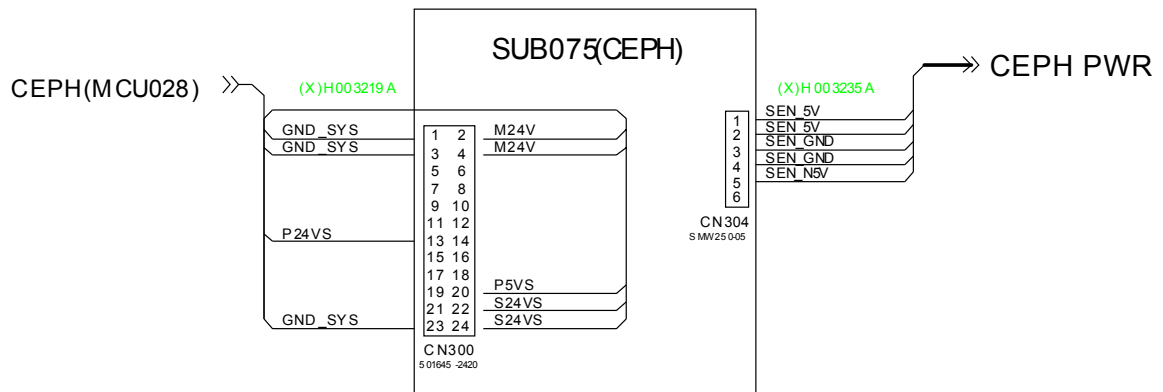 SUB075(CEPH)
CEPH(MCU028)
(X)H003219A
(X)H003235A
CEPH PWR
GND_SYS
1 2
M24V
GND_SYS
3 4
M24V
5 6
7 8
9 10
11 12
P24VS
13 14
15 16
17 18
19 20
P5VS
21 22
S24VS
GND_SYS
23 24
S24VS
CN300
501645-2420
1
SEN_5V
2
SEN_5V
3
SEN_GND
4
SEN_GND
5
SEN_N5V
6
CN304
SMW250-05